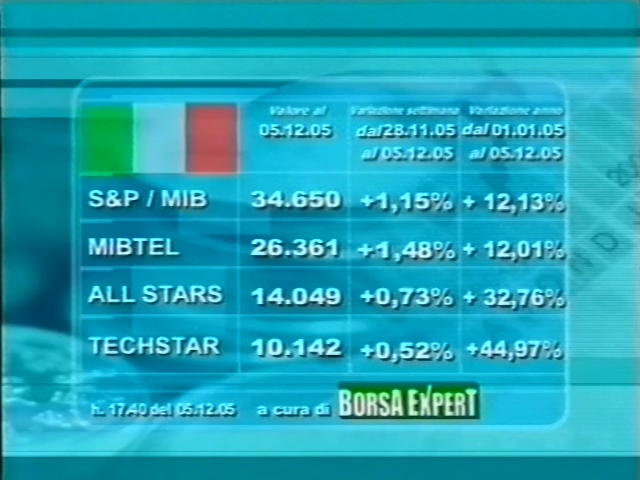 Valore al Variazione settimana Variazione anno
05.12.05 dal 28.11.05 dal 01.01.05
al 05.12.05 al 05.12.05
S&P / MIB 34.650 +1,15% + 12,13%
MIBTEL 26.361 +1,48% + 12,01%
ALL STARS 14.049 +0,73% + 32,76%
TECHSTAR 10.142 +0,52% +44,97%
h. 17.40 del 05.12.05 a cura di BORSA EXPERT